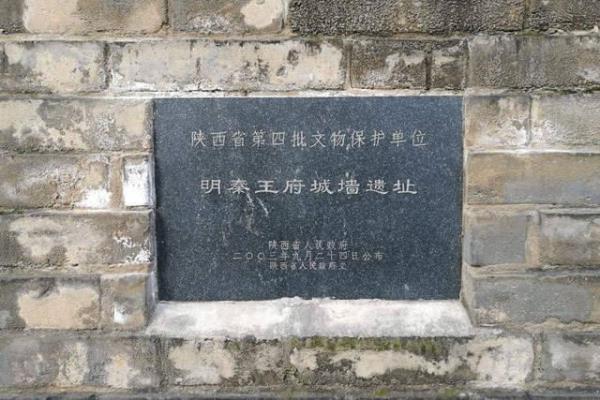 陕西省第四批文物保护单位
明秦王府城墙遗址
陕西省人民政府
二〇〇三年九月二十四日公布
陕西省人民政府立